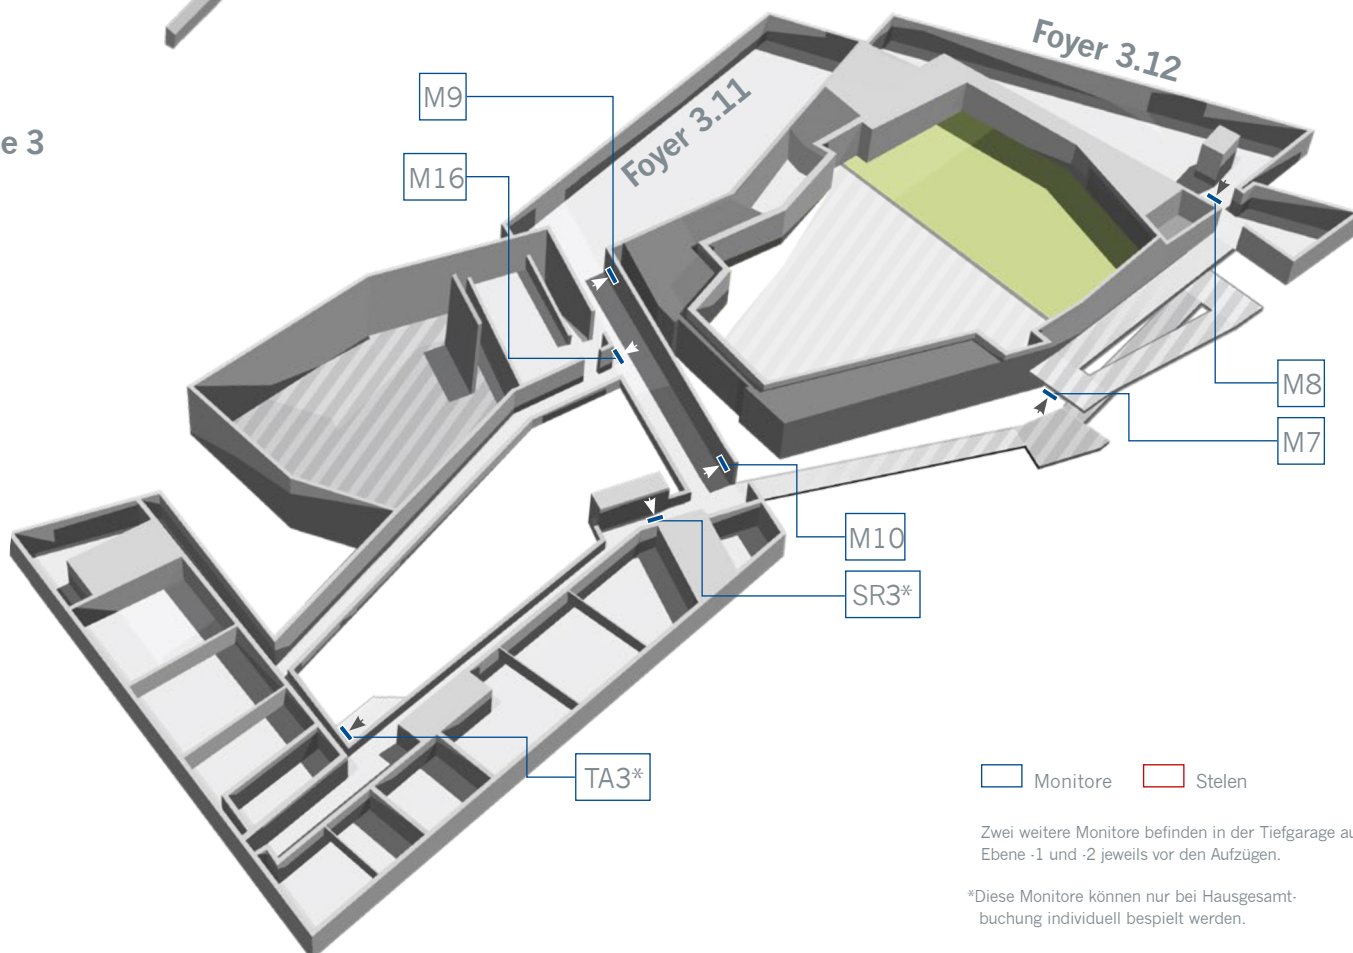 Foyer 3.12
M9
Foyer 3.11
e 3
M16
M8
M7
M10
SR3*
TA3*
Monitore
Stelen
Zwei weitere Monitore befinden in der Tiefgarage au
Ebene -1 und -2 jeweils vor den Aufzügen.
*Diese Monitore können nur bei Hausgesamt-
buchung individuell bespielt werden.